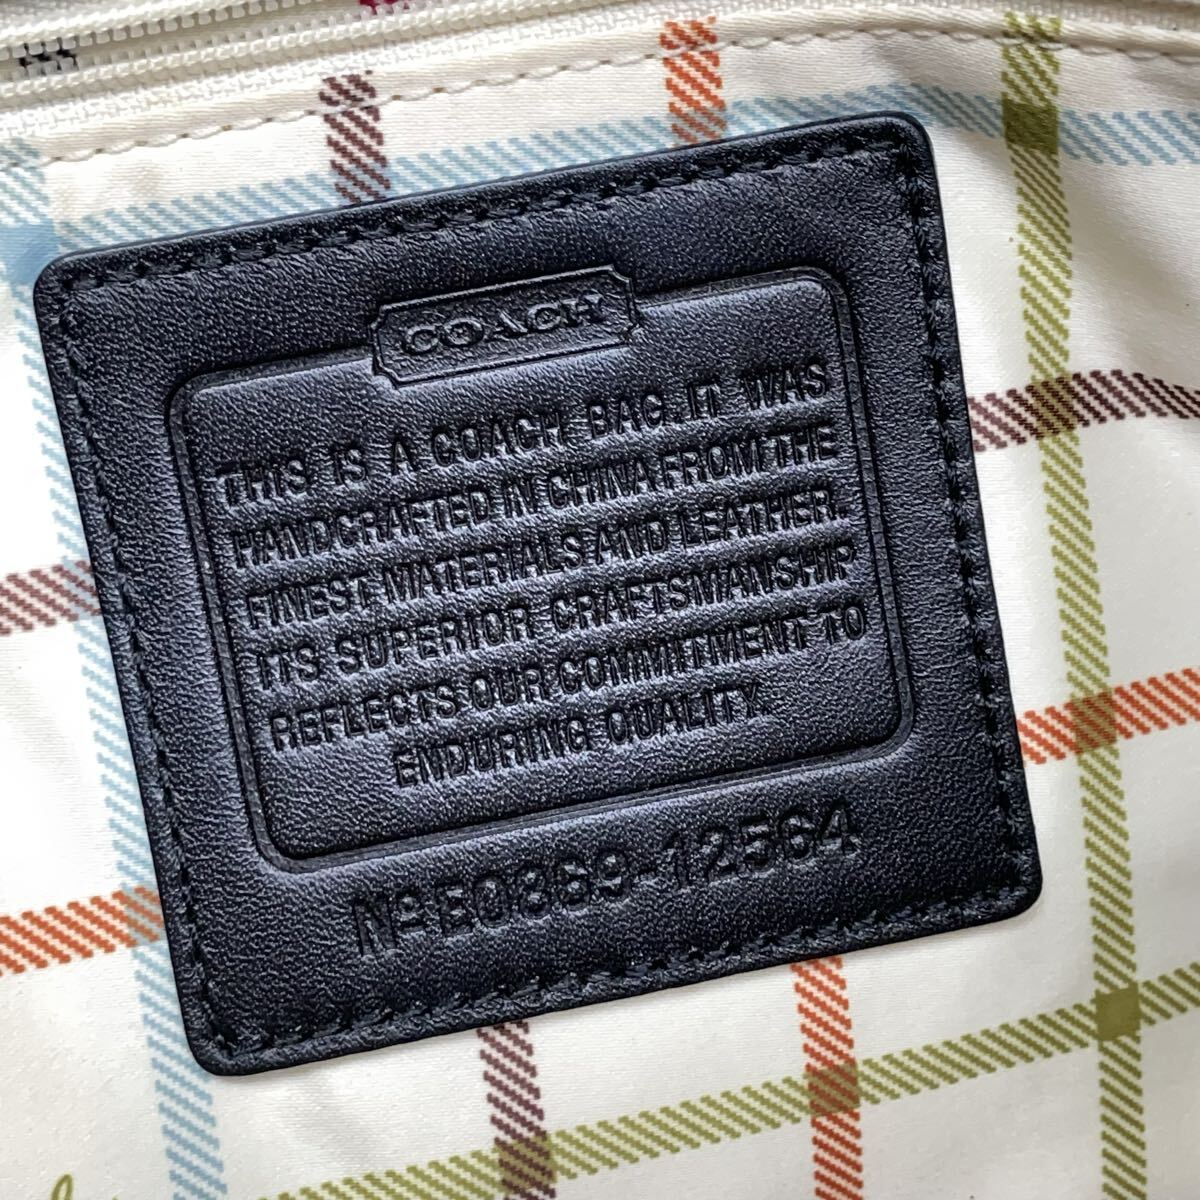 COACH
THIS IS A COACH BAG. IT WAS
HANDCRAFTED IN CHINA FROM THE
FINEST MATERIALS AND LEATHER.
ITS SUPERIOR CRAFTSMANSHIP
REFLECTS OUR COMMITMENT TO
ENDURING QUALITY.
Nº E0869-12564